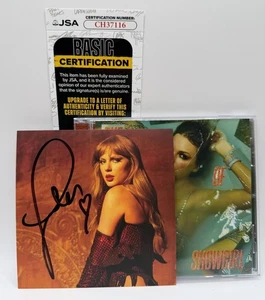 JSA
CERTIFICATION NUMBER:
CH37116
BASIC
CERTIFICATION
This item has been fully examined
by JSA, and it is the considered
opinion of our expert authenticators
that the signature(s) is/are genuine.
UPGRADE TO A LETTER OF
AUTHENTICITY & VERIFY THIS
CERTIFICATION BY VISITING: